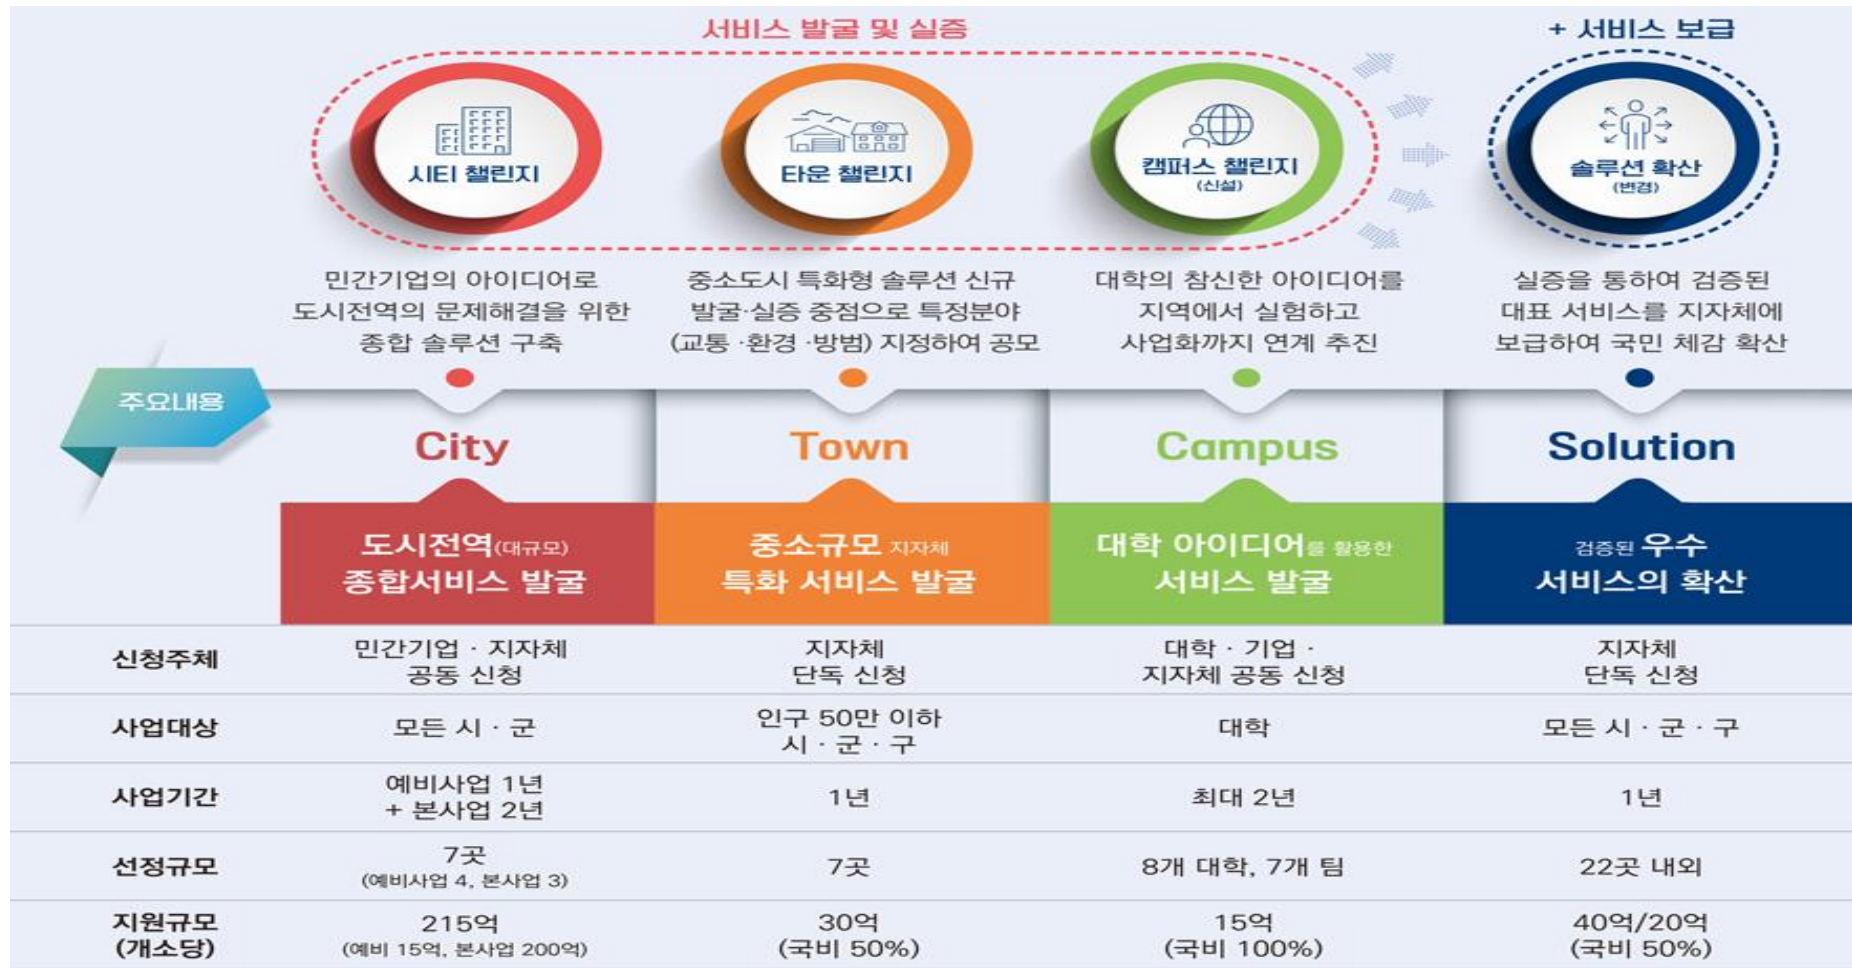 서비스 발굴 및 실증
+ 서비스 보급
시티 챌린지
타운 챌린지
캠퍼스 챌린지
(신설)
솔루션 확산
(변경)
민간기업의 아이디어로
도시전역의 문제해결을 위한
종합 솔루션 구축
중소도시 특화형 솔루션 신규
발굴·실증 중점으로 특정분야
(교통 ·환경 ·방범) 지정하여 공모
대학의 참신한 아이디어를
지역에서 실험하고
사업화까지 연계 추진
실증을 통하여 검증된
대표 서비스를 지자체에
보급하여 국민 체감 확산
주요내용
City
Town
Campus
Solution
도시전역(대규모)
종합서비스 발굴
중소규모 지자체
특화 서비스 발굴
대학 아이디어를 활용한
서비스 발굴
검증된 우수
서비스의 확산
신청주체
민간기업 · 지자체
공동 신청
지자체
단독 신청
대학 · 기업 ·
지자체 공동 신청
지자체
단독 신청
사업대상
모든 시 · 군
인구 50만 이하
시 · 군 · 구
대학
모든 시 · 군 · 구
사업기간
예비사업 1년
+ 본사업 2년
1년
최대 2년
1년
선정규모
7곳
(예비사업 4, 본사업 3)
7곳
8개 대학, 7개 팀
22곳 내외
지원규모
(개소당)
215억
(예비 15억, 본사업 200억)
30억
(국비 50%)
15억
(국비 100%)
40억/20억
(국비 50%)